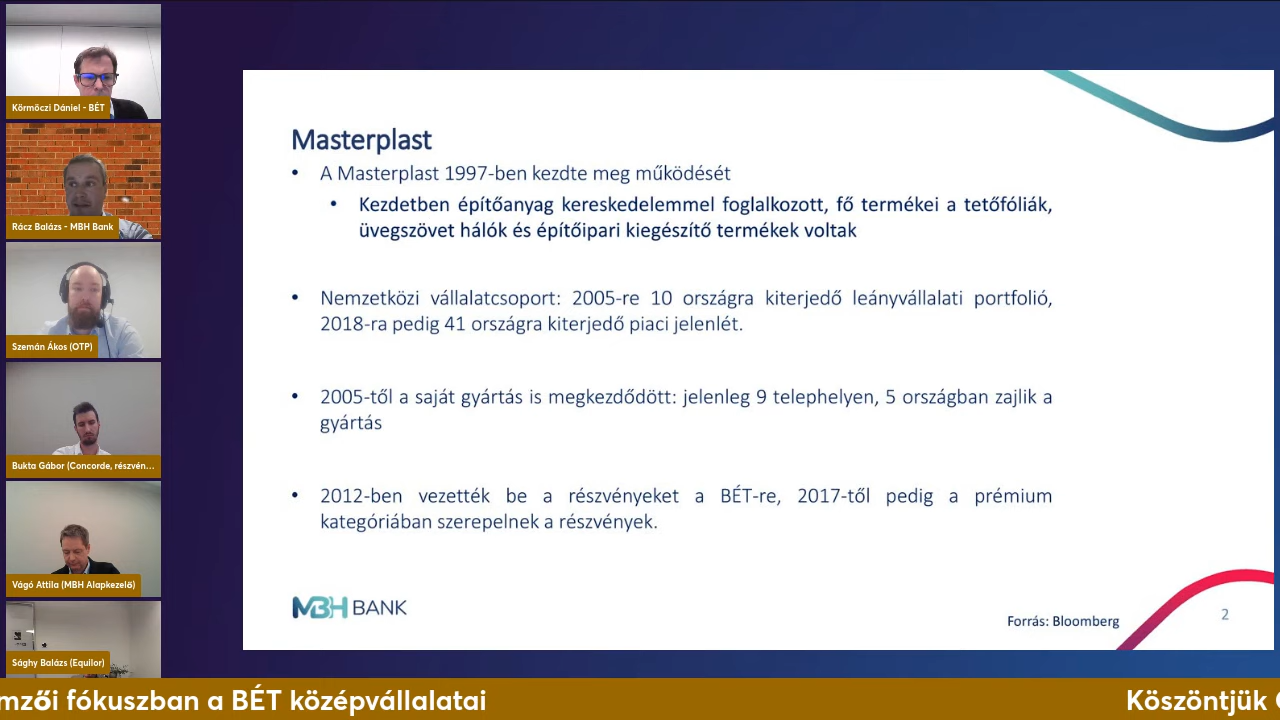 Körmöczi Dániel - BÉT
Rácz Balázs - MBH Bank
Szemán Ákos (OTP)
Bukta Gábor (Concorde, részvén…
Vágó Attila (MBH Alapkezelő)
Sághy Balázs (Equilor)
Masterplast
• A Masterplast 1997-ben kezdte meg működését
• Kezdetben építőanyag kereskedelemmel foglalkozott, fő termékei a tetőfóliák,
üvegszövet hálók és építőipari kiegészítő termékek voltak
• Nemzetközi vállalatcsoport: 2005-re 10 országra kiterjedő leányvállalati portfolió,
2018-ra pedig 41 országra kiterjedő piaci jelenlét.
• 2005-től a saját gyártás is megkezdődött: jelenleg 9 telephelyen, 5 országban zajlik a
gyártás
• 2012-ben vezették be a részvényeket a BÉT-re, 2017-től pedig a prémium
kategóriában szerepelnek a részvények.
MBH BANK
Forrás: Bloomberg
2
mzői fókuszban a BÉT középvállalatai
Köszöntjük